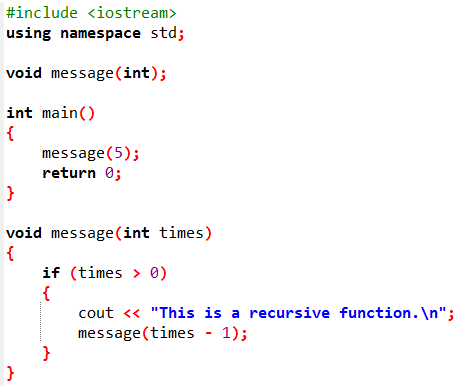 #include <iostream>
using namespace std;

void message(int);

int main()
{
    message(5);
    return 0;
}

void message(int times)
{
    if (times > 0)
    {
        cout << "This is a recursive function.\n";
        message(times - 1);
    }
}